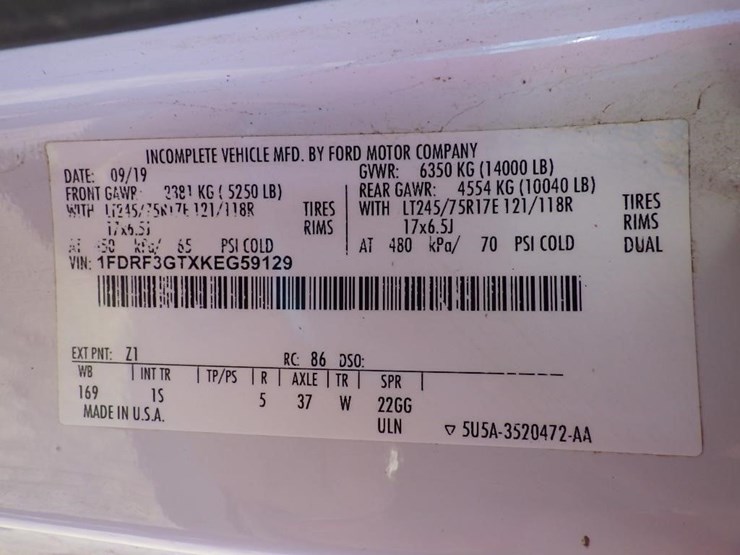 INCOMPLETE VEHICLE MFD. BY FORD MOTOR COMPANY
DATE: 09/19 GVWR: 6350 KG (14000 LB)
FRONT GAWR: 2381 KG (5250 LB) REAR GAWR: 4554 KG (10040 LB)
WITH LT245/75R17E 121/118R TIRES WITH LT245/75R17E 121/118R TIRES
17x6.5J RIMS 17x6.5J RIMS
AT kPa/ 65 PSI COLD AT 480 kPa/ 70 PSI COLD DUAL
VIN: 1FDRF3GTXKEG59129
EXT PNT: Z1 RC: 86 DSO:
WB INT TR TP/PS R AXLE TR SPR
169 1S 5 37 W 22GG
MADE IN U.S.A. ULN ▽ 5U5A-3520472-AA